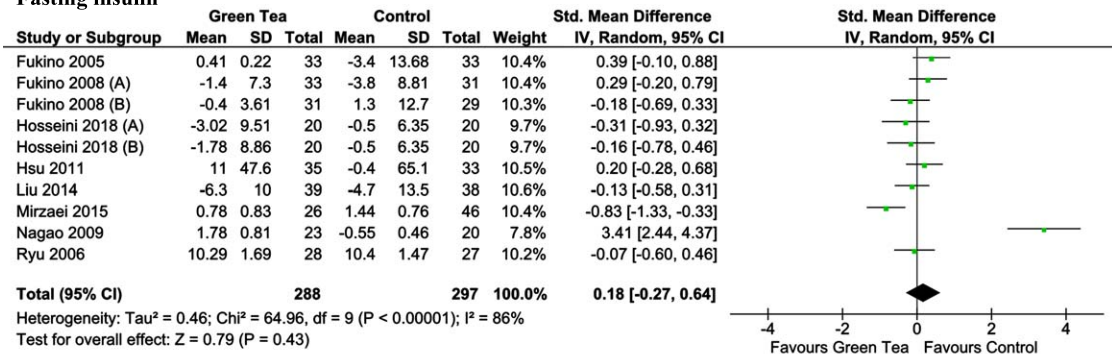 Fasting insulin
Green Tea Control Std. Mean Difference Std. Mean Difference
Study or Subgroup Mean SD Total Mean SD Total Weight IV, Random, 95% CI IV, Random, 95% CI
Fukino 2005 0.41 0.22 33 -3.4 13.68 33 10.4% 0.39 [-0.10, 0.88]
Fukino 2008 (A) -1.4 7.3 33 -3.8 8.81 31 10.4% 0.29 [-0.20, 0.79]
Fukino 2008 (B) -0.4 3.61 31 1.3 12.7 29 10.3% -0.18 [-0.69, 0.33]
Hosseini 2018 (A) -3.02 9.51 20 -0.5 6.35 20 9.7% -0.31 [-0.93, 0.32]
Hosseini 2018 (B) -1.78 8.86 20 -0.5 6.35 20 9.7% -0.16 [-0.78, 0.46]
Hsu 2011 11 47.6 35 -0.4 65.1 33 10.5% 0.20 [-0.28, 0.68]
Liu 2014 -6.3 10 39 -4.7 13.5 38 10.6% -0.13 [-0.58, 0.31]
Mirzaei 2015 0.78 0.83 26 1.44 0.76 46 10.4% -0.83 [-1.33, -0.33]
Nagao 2009 1.78 0.81 23 -0.55 0.46 20 7.8% 3.41 [2.44, 4.37]
Ryu 2006 10.29 1.69 28 10.4 1.47 27 10.2% -0.07 [-0.60, 0.46]
Total (95% CI) 288 297 100.0% 0.18 [-0.27, 0.64]
Heterogeneity: Tau² = 0.46; Chi² = 64.96, df = 9 (P < 0.00001); I² = 86%
Test for overall effect: Z = 0.79 (P = 0.43)
-4 -2 0 2 4
Favours Green Tea Favours Control